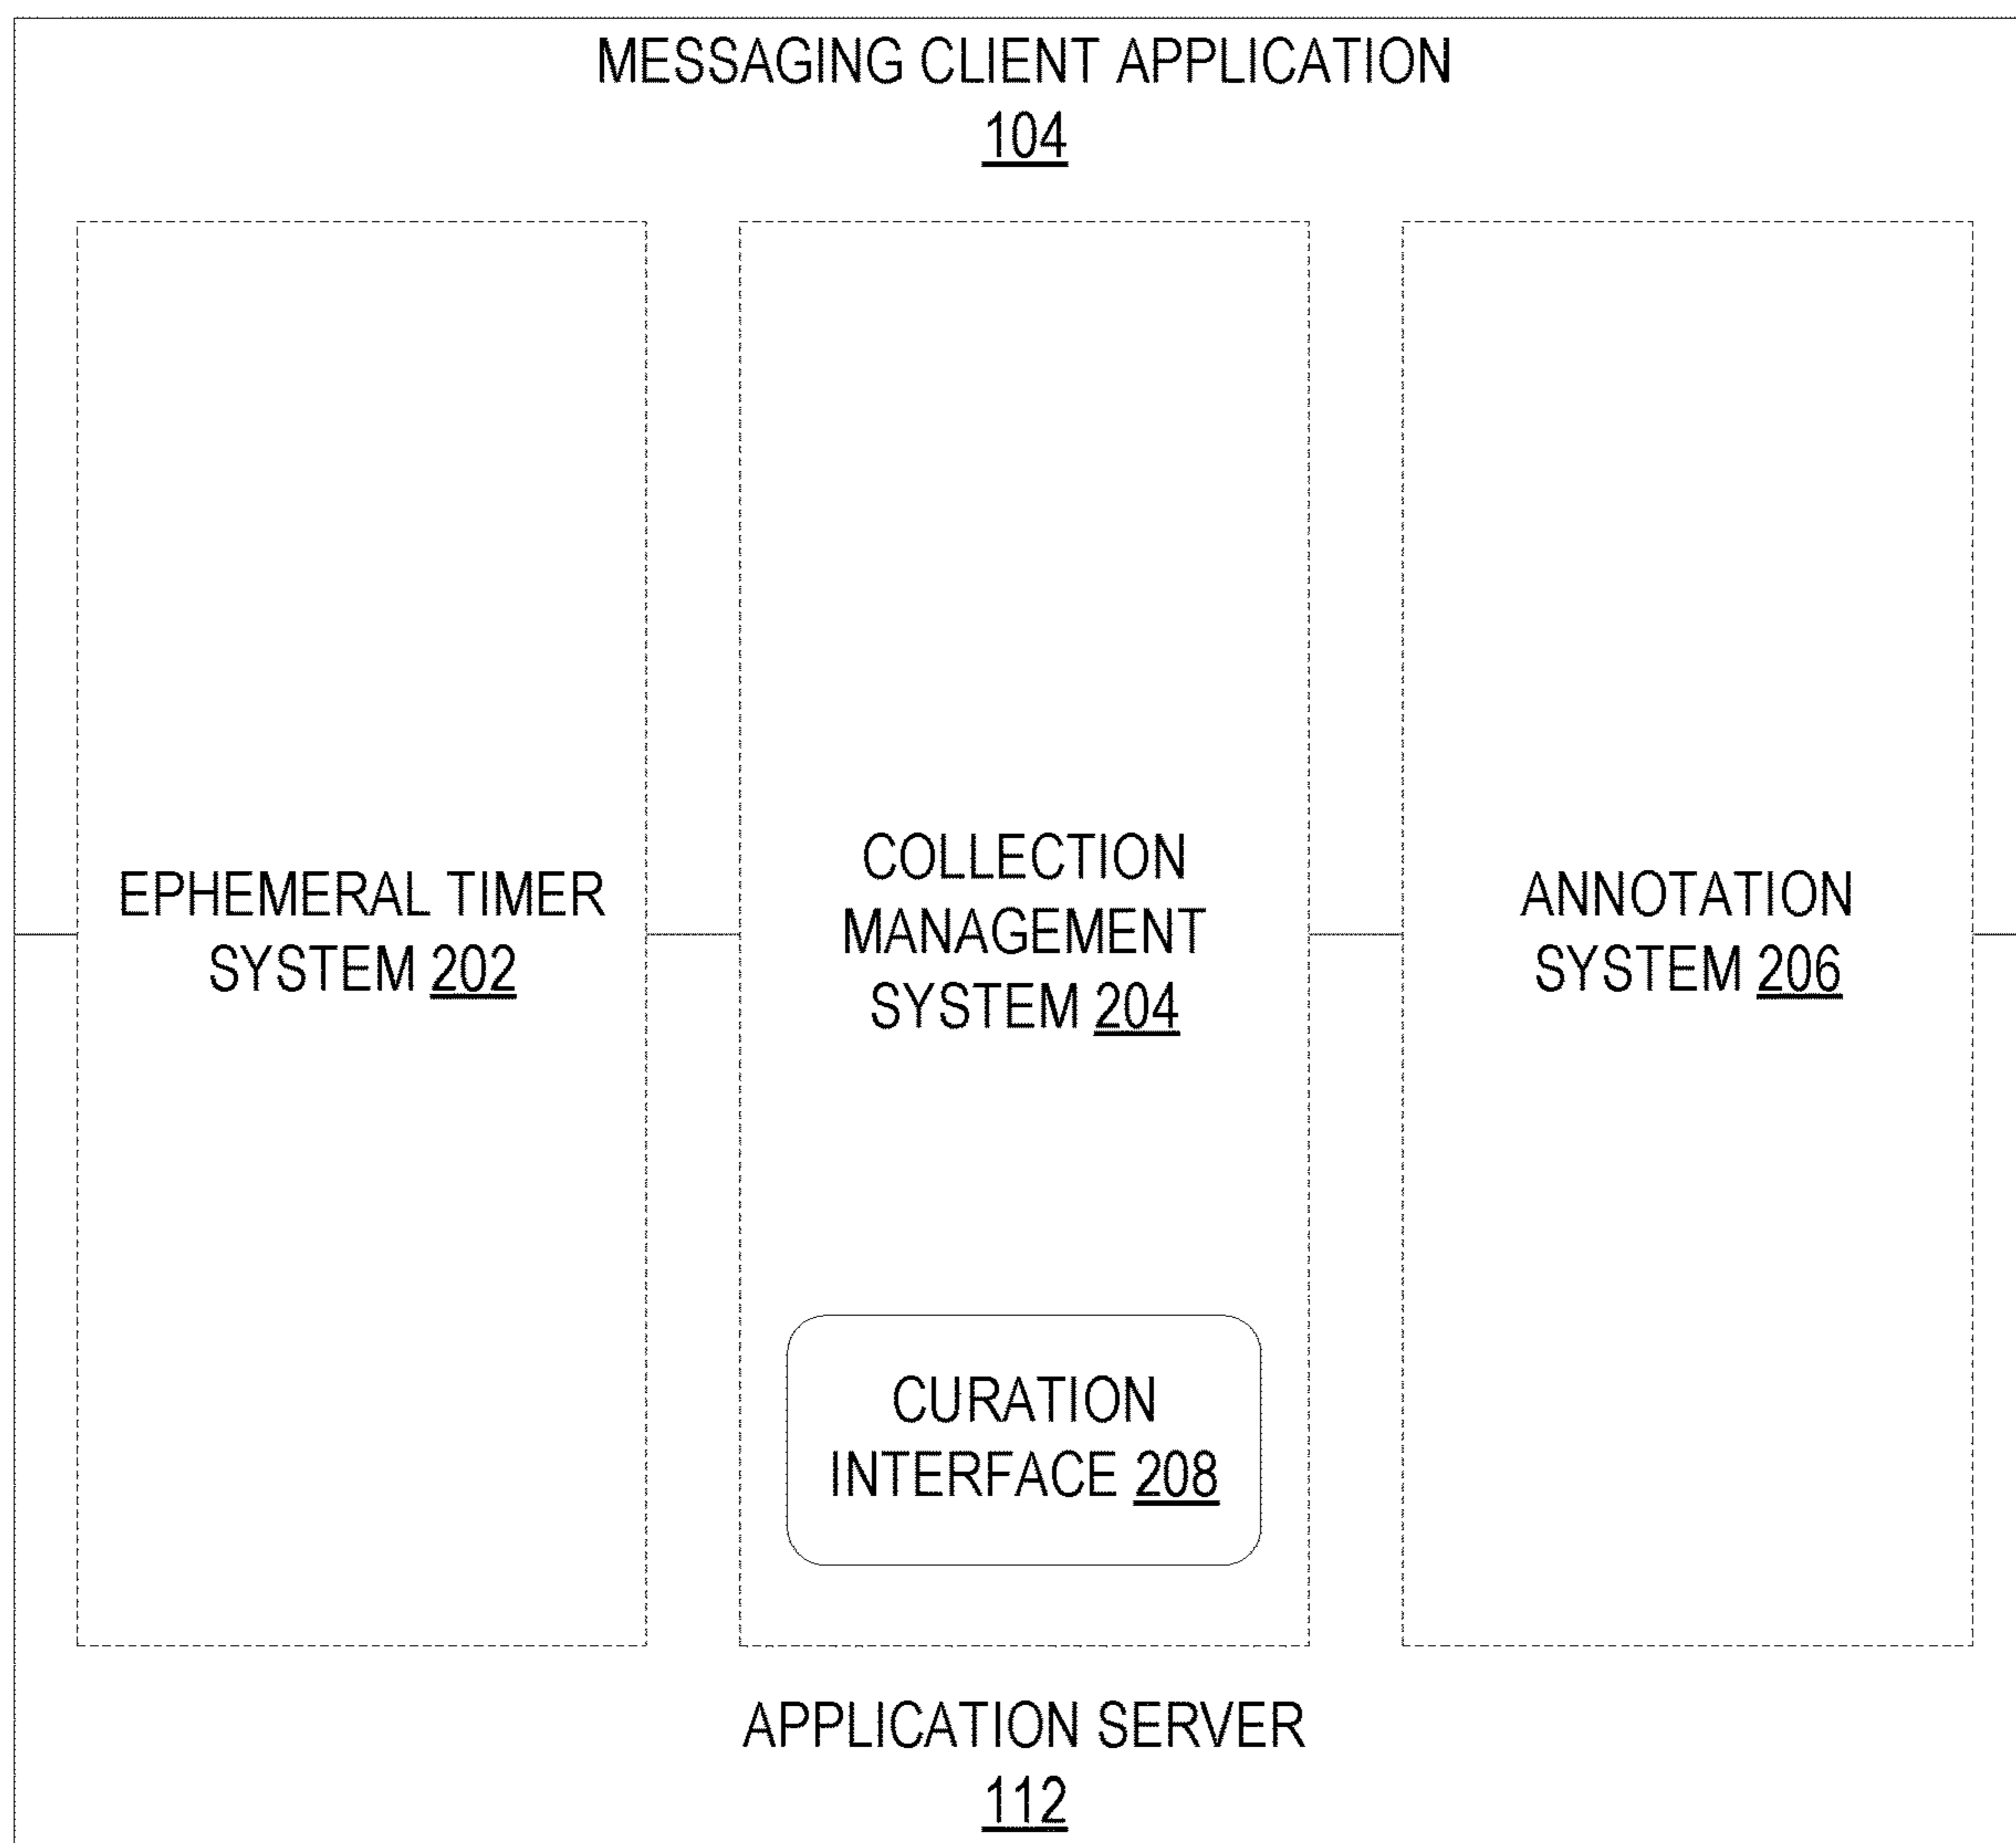 MESSAGING CLIENT APPLICATION
104
EPHEMERAL TIMER
SYSTEM 202
COLLECTION
MANAGEMENT
SYSTEM 204
ANNOTATION
SYSTEM 206
CURATION
INTERFACE 208
APPLICATION SERVER
112